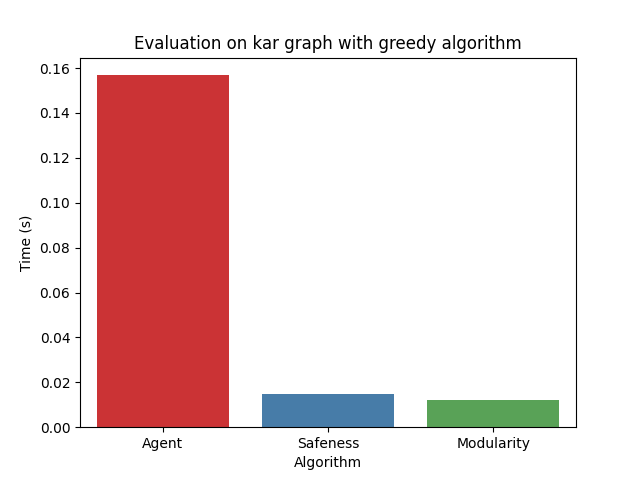 Evaluation on kar graph with greedy algorithm
0.16
0.14
0.12
0.10
0.08
0.06
0.04
0.02
0.00
Time (s)
Agent
Safeness
Modularity
Algorithm